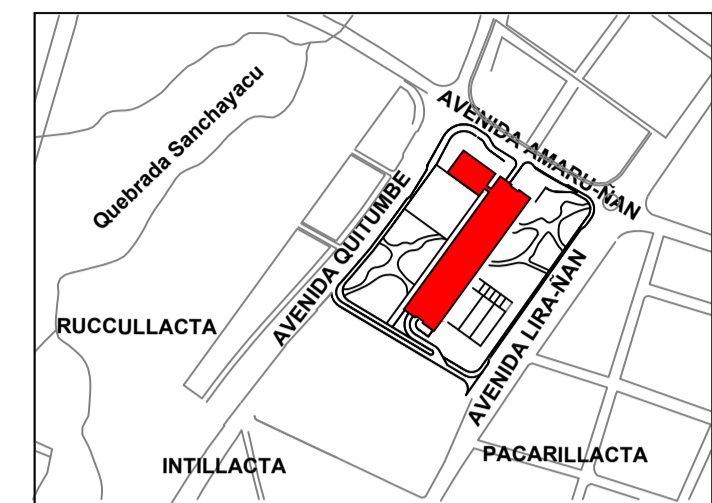 Quebrada Sanchayacu
AVENIDA AMARU-ÑAN
AVENIDA QUITUMBE
AVENIDA LIRA-ÑAN
RUCCULLACTA
INTILLACTA
PACARILLACTA